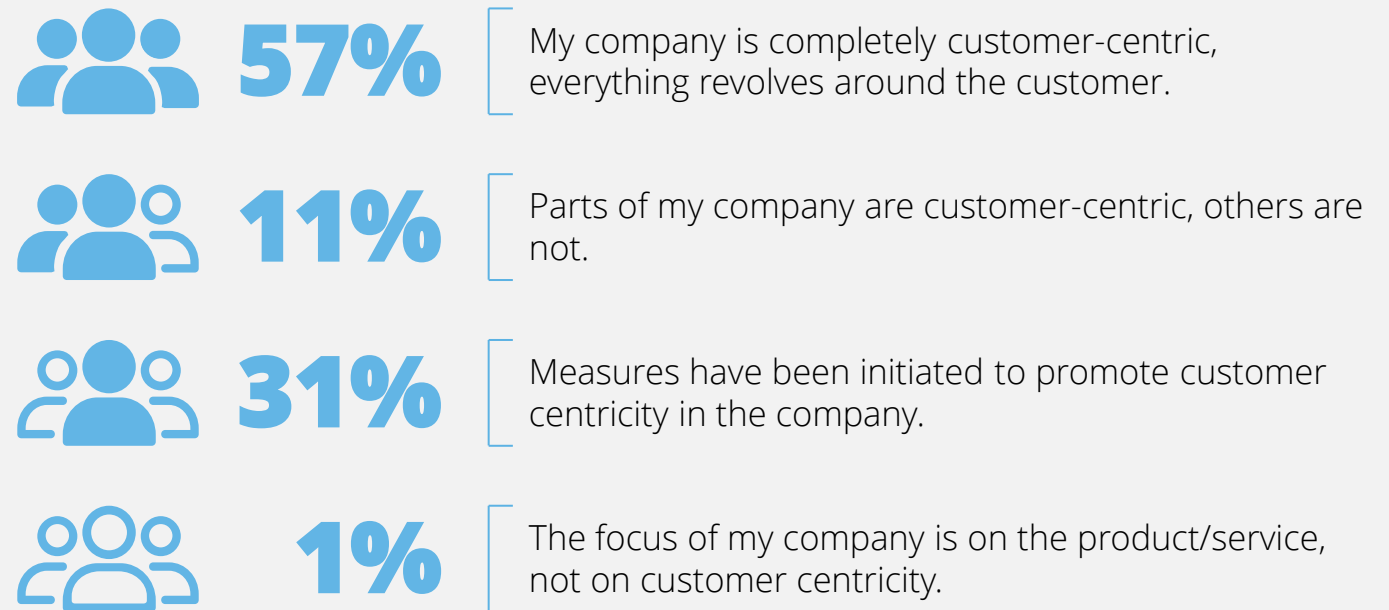 57%
My company is completely customer-centric,
everything revolves around the customer.
11%
Parts of my company are customer-centric, others are
not.
31%
Measures have been initiated to promote customer
centricity in the company.
1%
The focus of my company is on the product/service,
not on customer centricity.